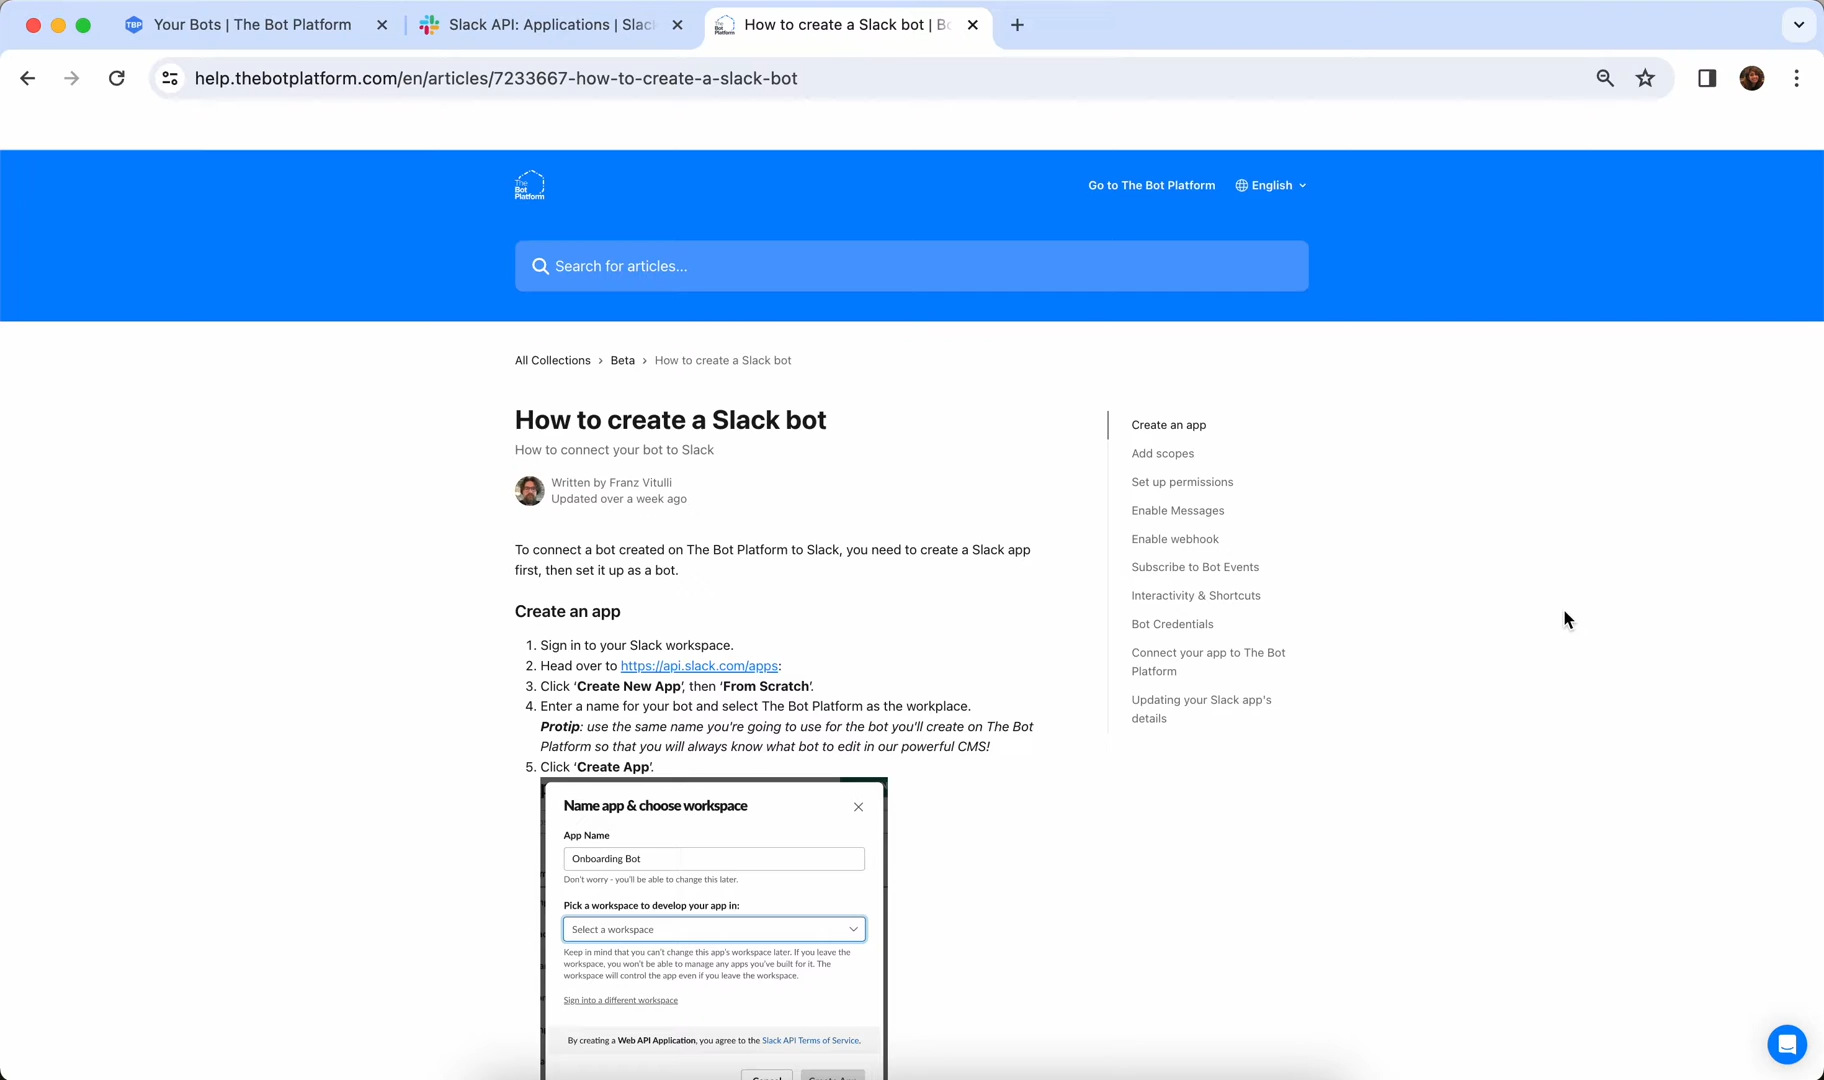 TBP
Your Bots | The Bot Platform
Slack API: Applications | Slac
The Bot Platform
How to create a Slack bot | Bo
help.thebotplatform.com/en/articles/7233667-how-to-create-a-slack-bot
The
Bot
Platform
Go to The Bot Platform
English
Search for articles...
All Collections > Beta > How to create a Slack bot
How to create a Slack bot
How to connect your bot to Slack
Written by Franz Vitulli
Updated over a week ago
To connect a bot created on The Bot Platform to Slack, you need to create a Slack app
first, then set it up as a bot.
Create an app
1. Sign in to your Slack workspace.
2. Head over to https://api.slack.com/apps:
3. Click ‘Create New App’, then ‘From Scratch’.
4. Enter a name for your bot and select The Bot Platform as the workplace.
Protip: use the same name you're going to use for the bot you'll create on The Bot
Platform so that you will always know what bot to edit in our powerful CMS!
5. Click ‘Create App’.
Name app & choose workspace
App Name
Onboarding Bot
Don't worry - you'll be able to change this later.
Pick a workspace to develop your app in:
Select a workspace
Keep in mind that you can't change this app's workspace later. If you leave the
workspace, you won't be able to manage any apps you've built for it. The
workspace will control the app even if you leave the workspace.
Sign into a different workspace
By creating a Web API Application, you agree to the Slack API Terms of Service.
Cancel
Create App
Create an app
Add scopes
Set up permissions
Enable Messages
Enable webhook
Subscribe to Bot Events
Interactivity & Shortcuts
Bot Credentials
Connect your app to The Bot
Platform
Updating your Slack app's
details